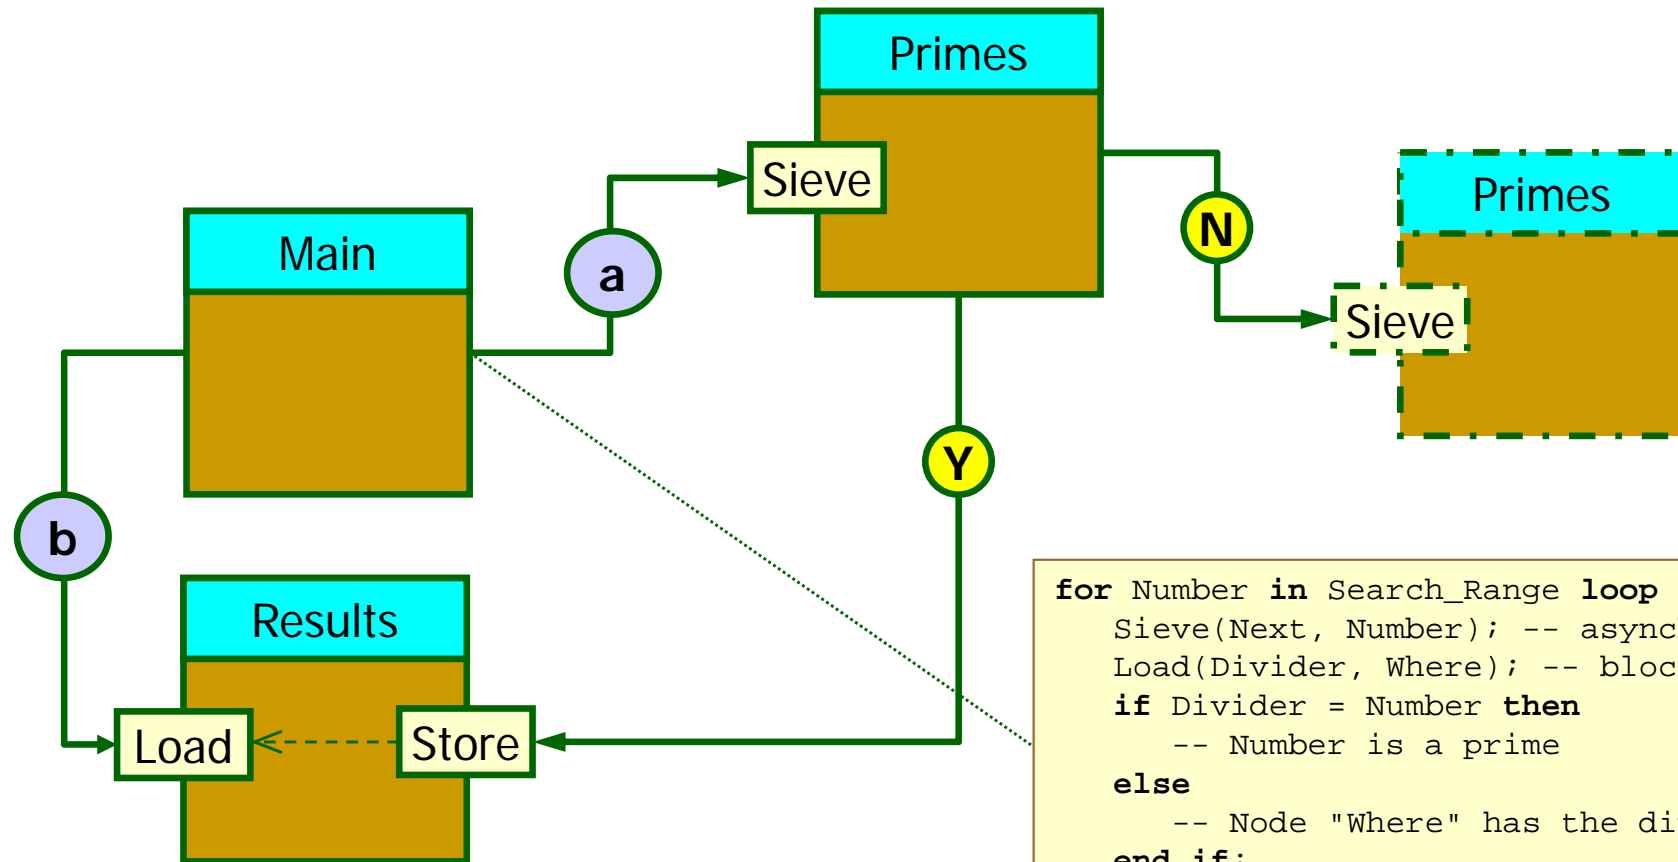 Primes
Sieve
N
Primes
Sieve
Main
a
Y
b
Results
Load
Store
for Number in Search_Range loop
Sieve(Next, Number); -- async
Load(Divider, Where); -- bloc
if Divider = Number then
-- Number is a prime
else
-- Node "Where" has the di
end if;